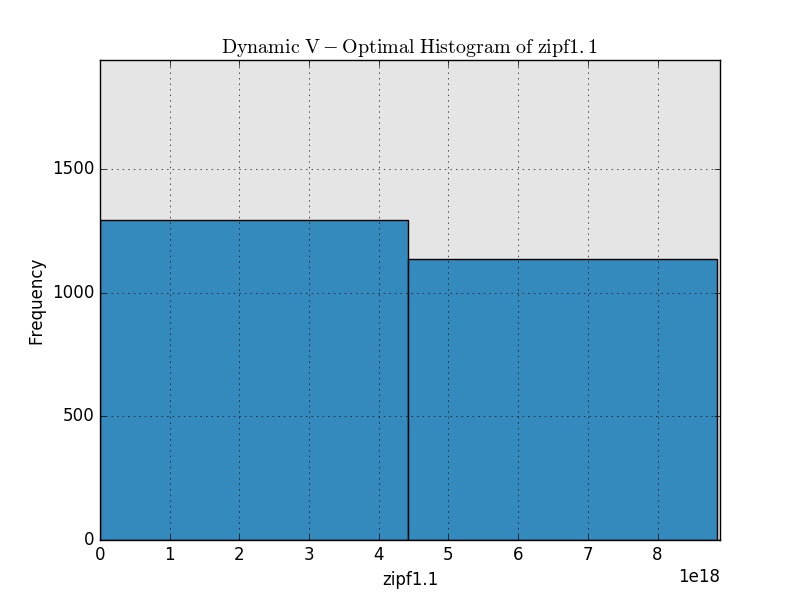 Dynamic V − Optimal Histogram of zipf1.1
1500
1000
500
0
Frequency
0 1 2 3 4 5 6 7 8
1e18
zipf1.1